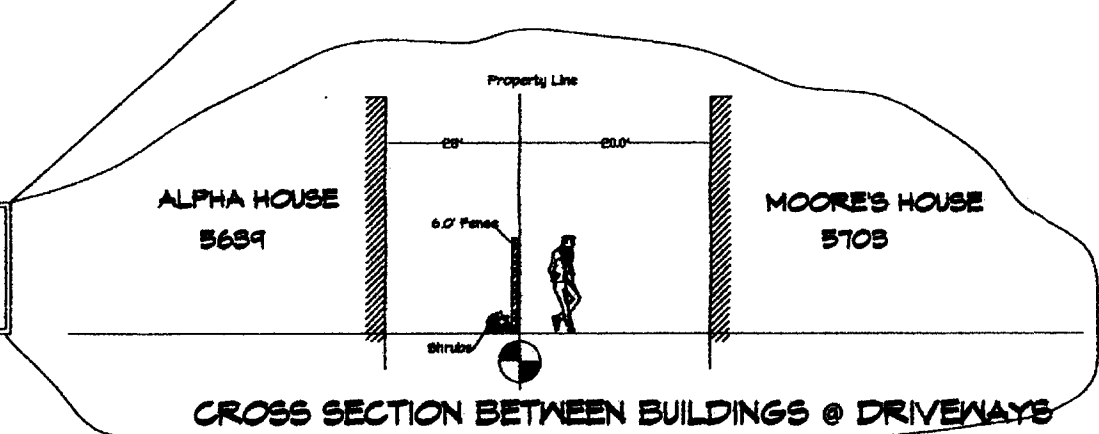 Property Line
28' 20.0'
ALPHA HOUSE
5639
MOORE'S HOUSE
5703
6.0' Fence
Shrubs
CROSS SECTION BETWEEN BUILDINGS @ DRIVEWAYS